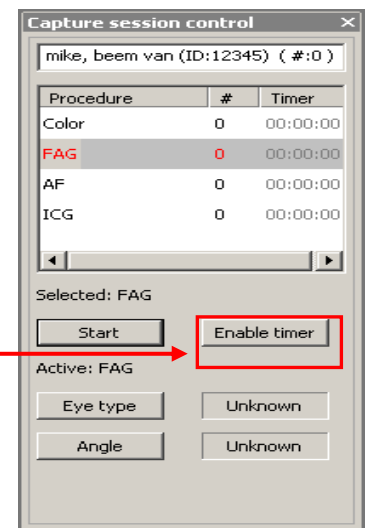 Capture session control ×
mike, beem van (ID:12345) ( #:0 )
Procedure # Timer
Color 0 00:00:00
FAG 0 00:00:00
AF 0 00:00:00
ICG 0 00:00:00
Selected: FAG
Start Enable timer
Active: FAG
Eye type Unknown
Angle Unknown